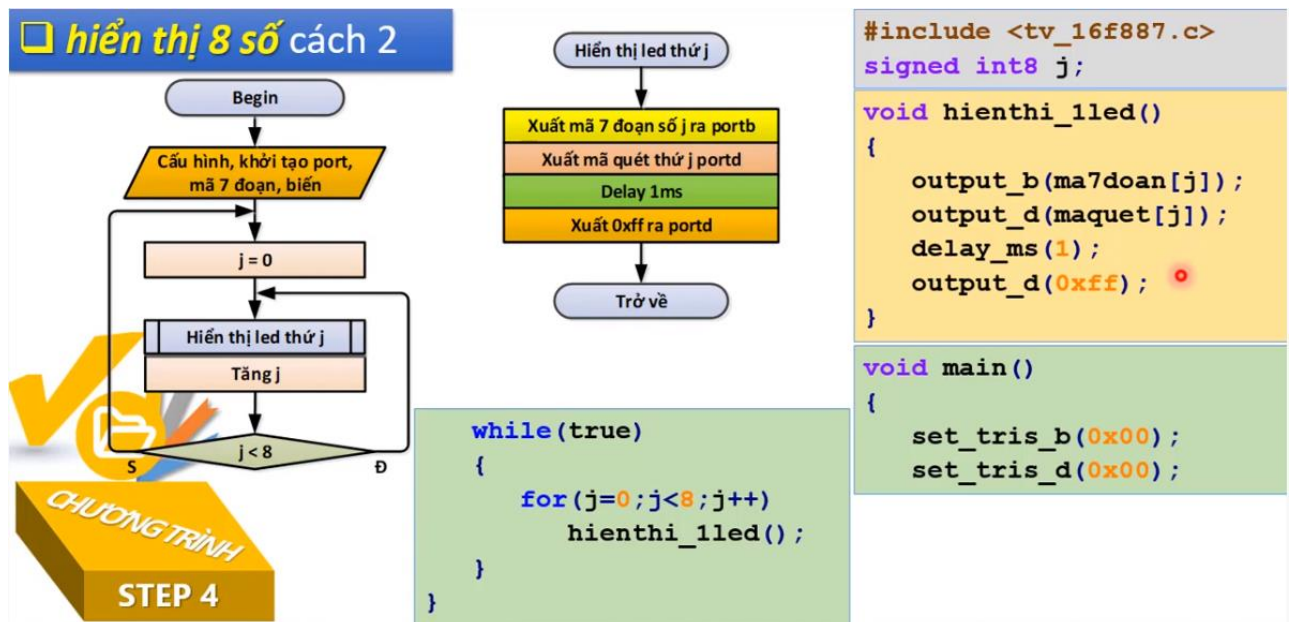 hiển thị 8 số cách 2
Begin
Cấu hình, khởi tạo port,
mã 7 đoạn, biến
j = 0
Hiển thị led thứ j
Tăng j
j < 8
S
Đ
CHƯƠNG TRÌNH
STEP 4
Hiển thị led thứ j
Xuất mã 7 đoạn số j ra portb
Xuất mã quét thứ j portd
Delay 1ms
Xuất 0xff ra portd
Trở về
#include <tv_16f887.c>
signed int8 j;
void hienthi_1led()
{
output_b(ma7doan[j]);
output_d(maquet[j]);
delay_ms(1);
output_d(0xff);
}
void main()
{
set_tris_b(0x00);
set_tris_d(0x00);
while(true)
{
for(j=0;j<8;j++)
hienthi_1led();
}
}